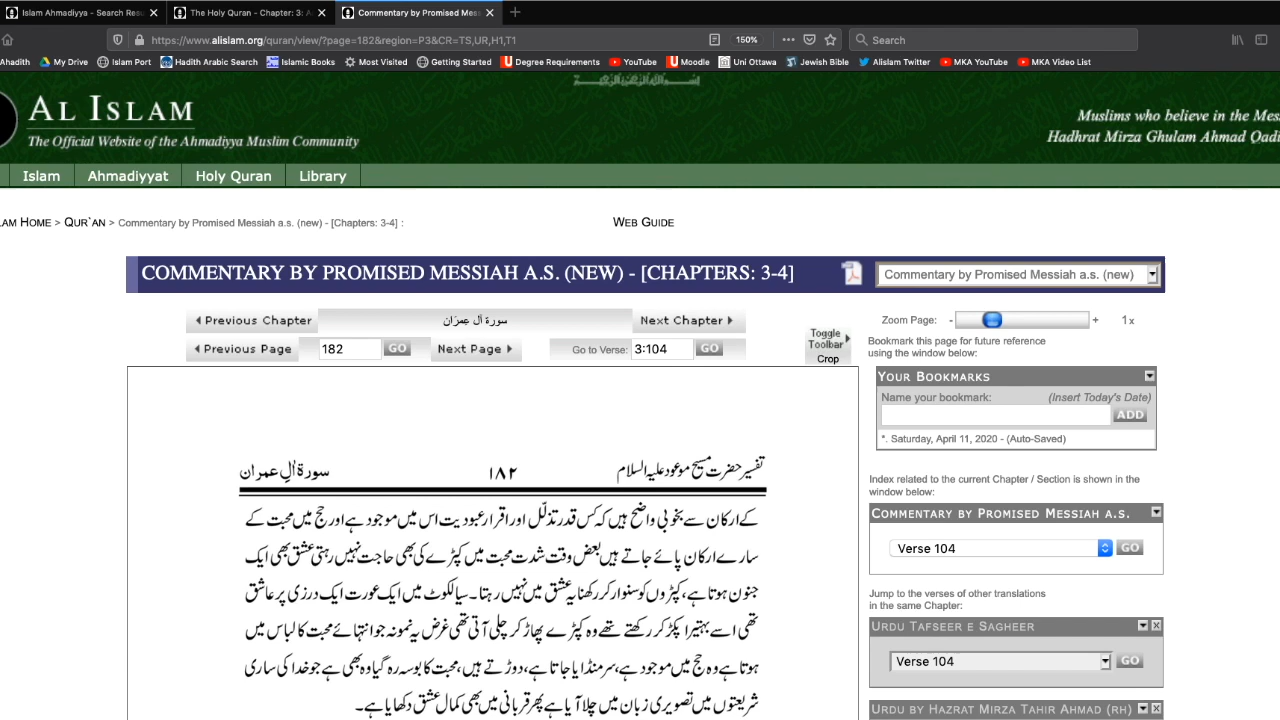 Islam Ahmadiyya - Search Resu
The Holy Quran - Chapter: 3: A
Commentary by Promised Mess
https://www.alislam.org/quran/view/?page=182&region=P3&CR=TS,UR,H1,T1
150%
Search
Ahadith
My Drive
Islam Port
Hadith Arabic Search
Islamic Books
Most Visited
Getting Started
Degree Requirements
YouTube
Moodle
Uni Ottawa
Jewish Bible
Alislam Twitter
MKA YouTube
MKA Video List
AL ISLAM
The Official Website of the Ahmadiyya Muslim Community
Muslims who believe in the Mes
Hadhrat Mirza Ghulam Ahmad Qadi
Islam
Ahmadiyyat
Holy Quran
Library
LAM HOME > QUR`AN > Commentary by Promised Messiah a.s. (new) - [Chapters: 3-4] :
WEB GUIDE
COMMENTARY BY PROMISED MESSIAH A.S. (NEW) - [CHAPTERS: 3-4]
Commentary by Promised Messiah a.s. (new)
Previous Chapter
سورة آل عِمرَان
Next Chapter
Previous Page
182
GO
Next Page
Go to Verse:
3:104
GO
Toggle
Toolbar
Crop
Zoom Page:
-
+
1x
Bookmark this page for future reference
using the window below:
YOUR BOOKMARKS
Name your bookmark:
(Insert Today's Date)
ADD
*. Saturday, April 11, 2020 - (Auto-Saved)
Index related to the current Chapter / Section is shown in the
window below:
COMMENTARY BY PROMISED MESSIAH A.S.
Verse 104
GO
Jump to the verses of other translations
in the same Chapter:
URDU TAFSEER E SAGHEER
Verse 104
GO
URDU BY HAZRAT MIRZA TAHIR AHMAD (RH)
تفسیر حضرت مسیح موعود علیہ السلام
۱۸۲
سورۃ اٰلِ عمران
کے ارکان سے بخوبی واضح ہیں کہ کس قدر تذلّل اور اقرار عبودیت اس میں موجود ہے اور حج میں محبت کے
سارے ارکان پائے جاتے ہیں بعض وقت شدت محبت میں کپڑے کی بھی حاجت نہیں رہتی عشق بھی ایک
جنون ہوتا ہے، کپڑوں کو سنوار کر رکھنا یہ عشق میں نہیں رہتا۔ سیالکوٹ میں ایک عورت ایک درزی پر عاشق
تھی اسے بہتیرا پکڑ کر رکھتے تھے وہ کپڑے پھاڑ کر چلی آتی تھی غرض یہ نمونہ جو انتہائے محبت کا لباس میں
ہوتا ہے وہ حج میں موجود ہے، سر منڈایا جاتا ہے، دوڑتے ہیں، محبت کا بوسہ رہ گیا وہ بھی ہے جو خدا کی ساری
شریعتوں میں تصویری زبان میں چلا آیا ہے پھر قربانی میں بھی کمال عشق دکھایا ہے۔